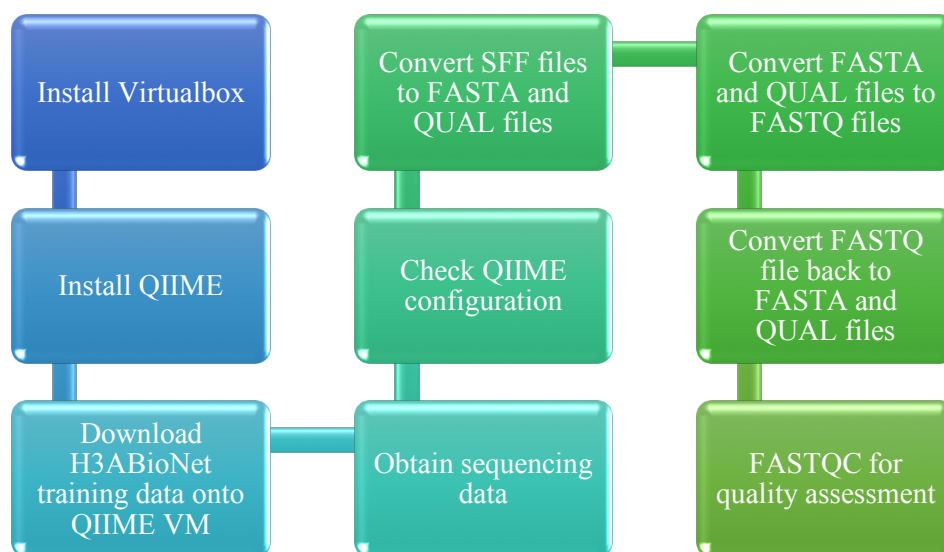 Install Virtualbox
Install QIIME
Download
H3ABioNet
training data onto
QIIME VM
Obtain sequencing
data
Check QIIME
configuration
Convert SFF files
to FASTA and
QUAL files
Convert FASTA
and QUAL files to
FASTQ files
Convert FASTQ
file back to
FASTA and
QUAL files
FASTQC for
quality assessment